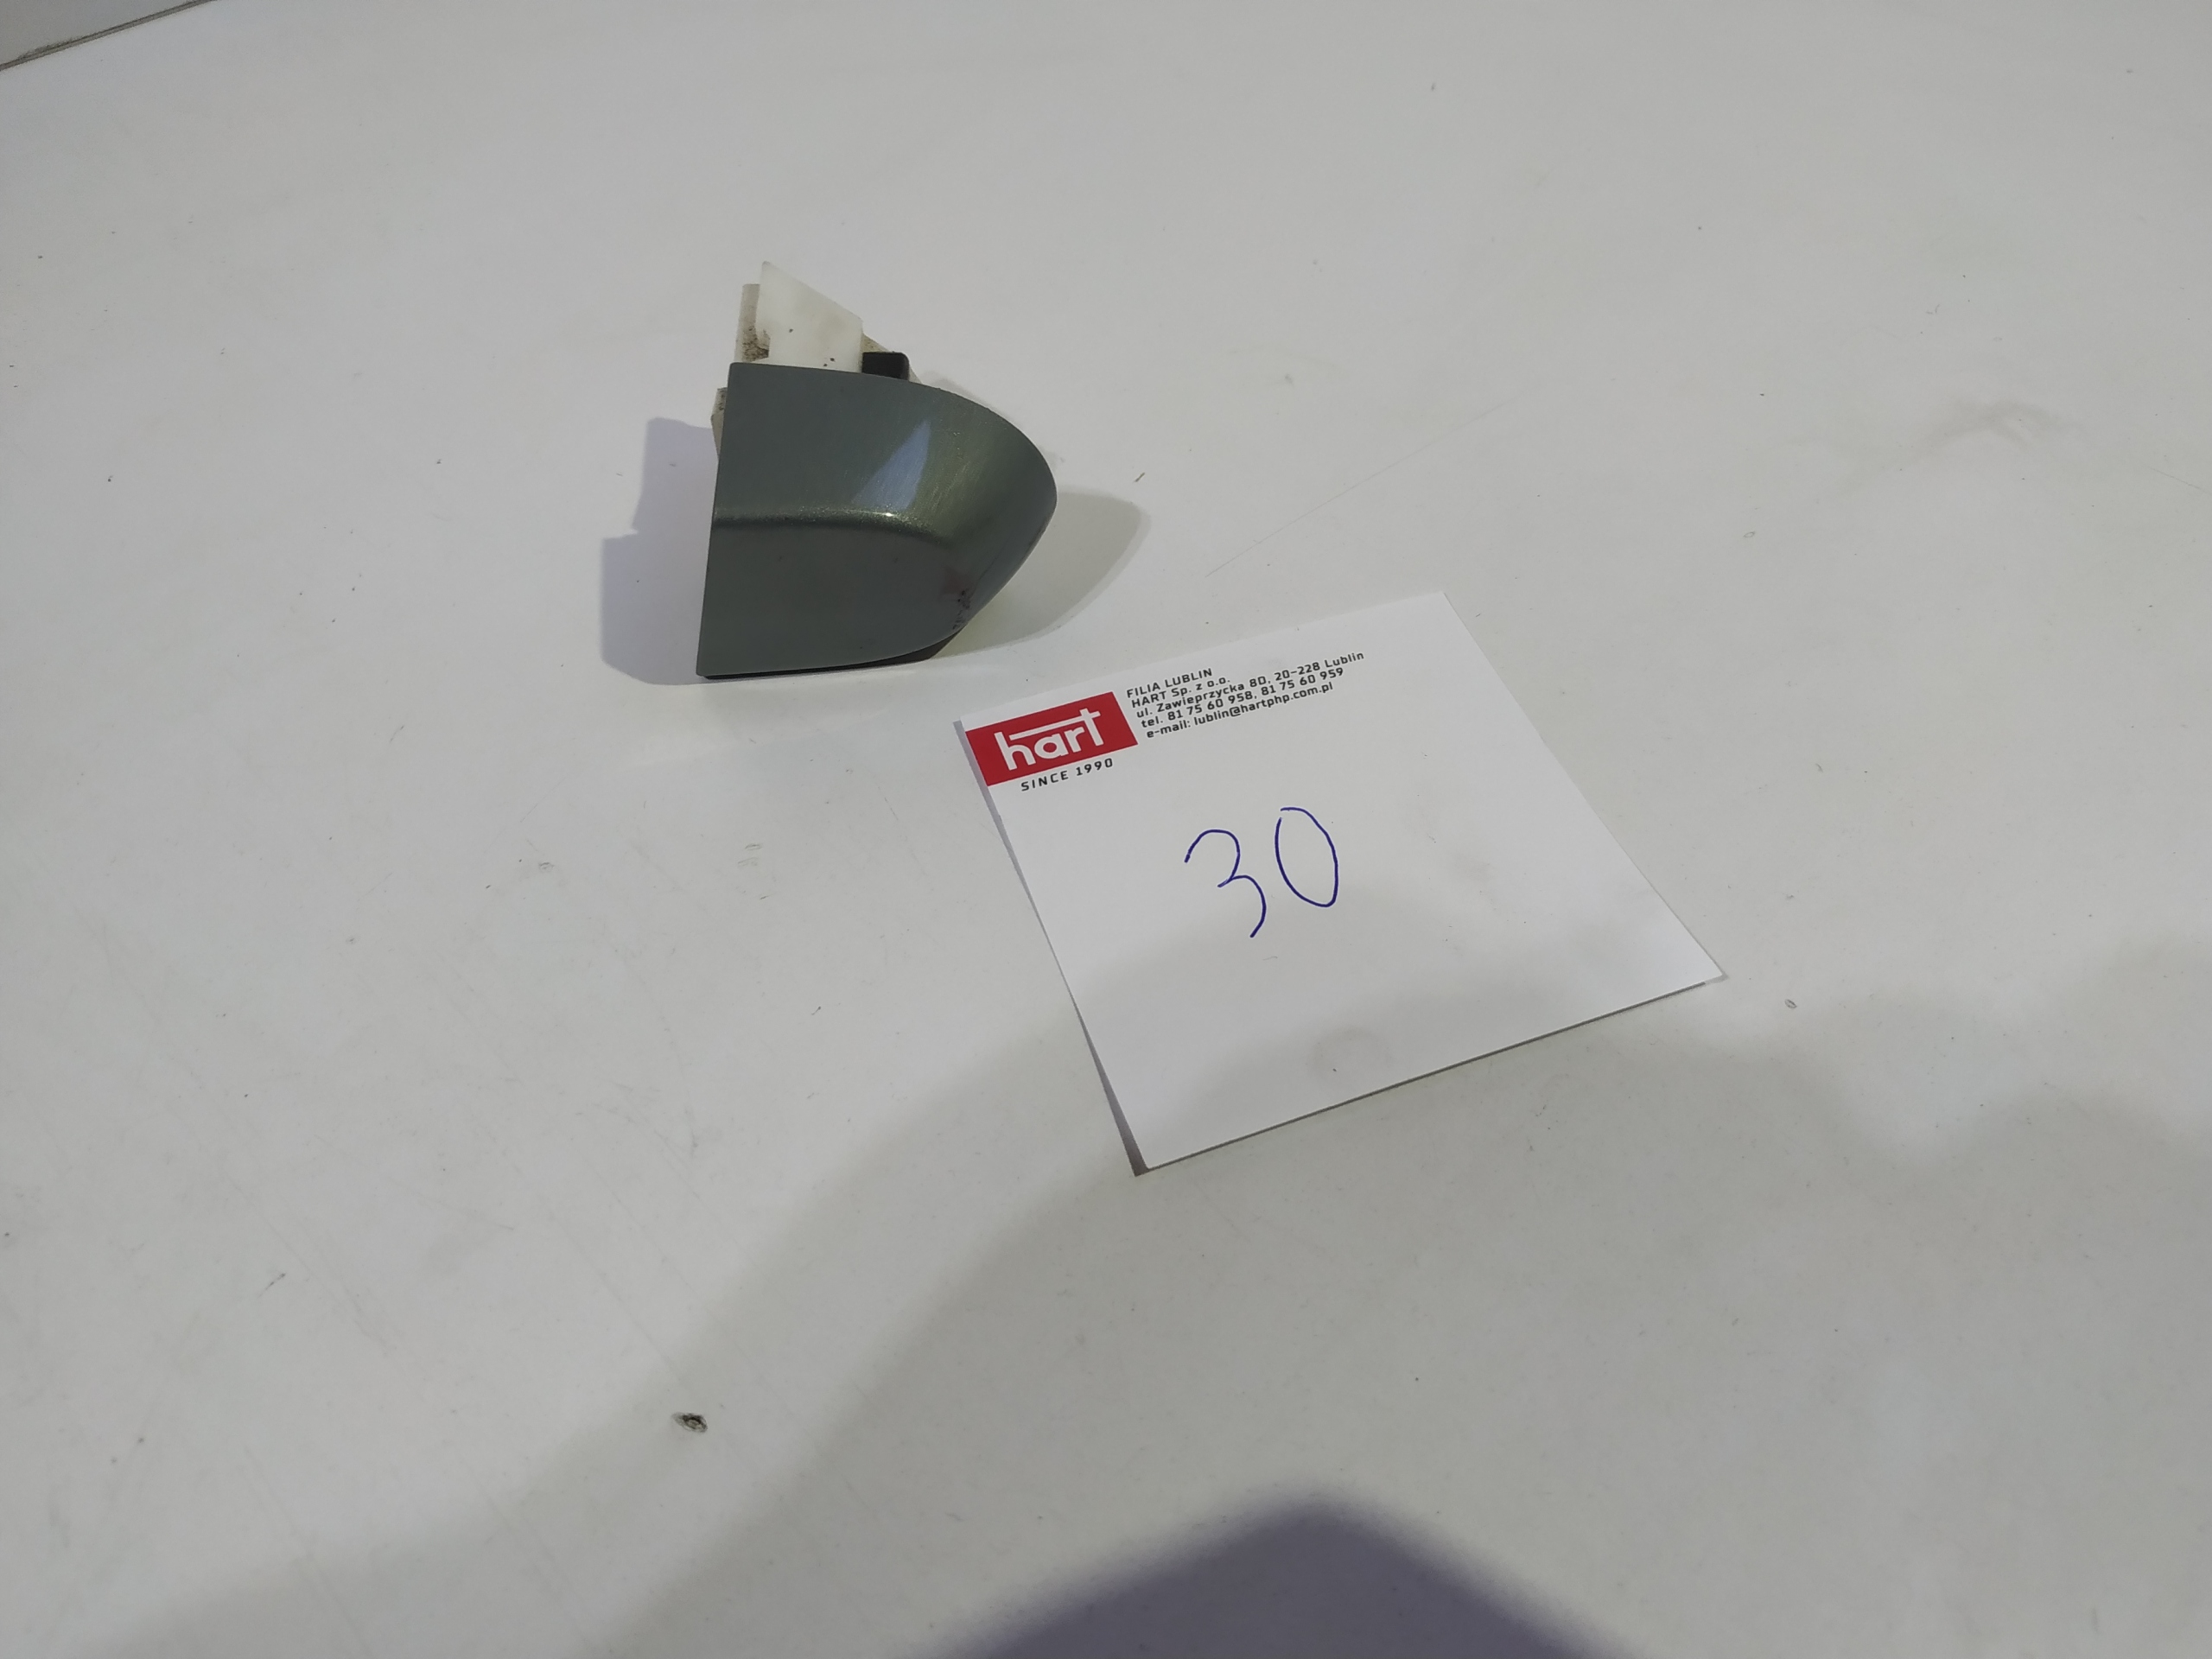 FILIA LUBLIN
HART Sp. z o.o.
ul. Zawieprzycka 8D, 20-228 Lublin
tel. 81 75 60 958, 81 75 60 959
e-mail: lublin@hartphp.com.pl
hart
SINCE 1990
30